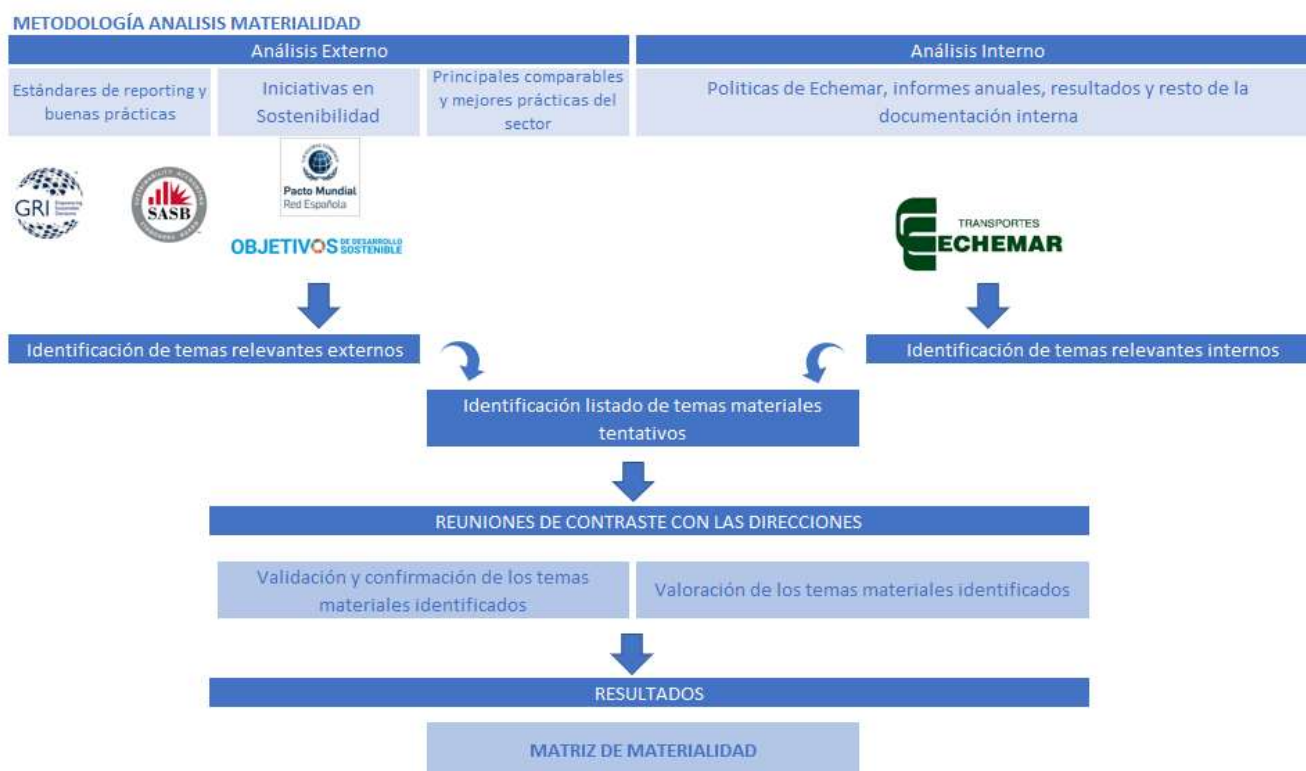 METODOLOGÍA ANALISIS MATERIALIDAD
Análisis Externo
Análisis Interno
Estándares de reporting y
buenas prácticas
Iniciativas en
Sostenibilidad
Principales comparables
y mejores prácticas del
sector
Politicas de Echemar, informes anuales, resultados y resto de la
documentación interna
GRI
SASB
Pacto Mundial
Red Española
OBJETIVOS DE DESARROLLO
SOSTENIBLE
TRANSPORTES
ECHEMAR
Identificación de temas relevantes externos
Identificación de temas relevantes internos
Identificación listado de temas materiales
tentativos
REUNIONES DE CONTRASTE CON LAS DIRECCIONES
Validación y confirmación de los temas
materiales identificados
Valoración de los temas materiales identificados
RESULTADOS
MATRIZ DE MATERIALIDAD